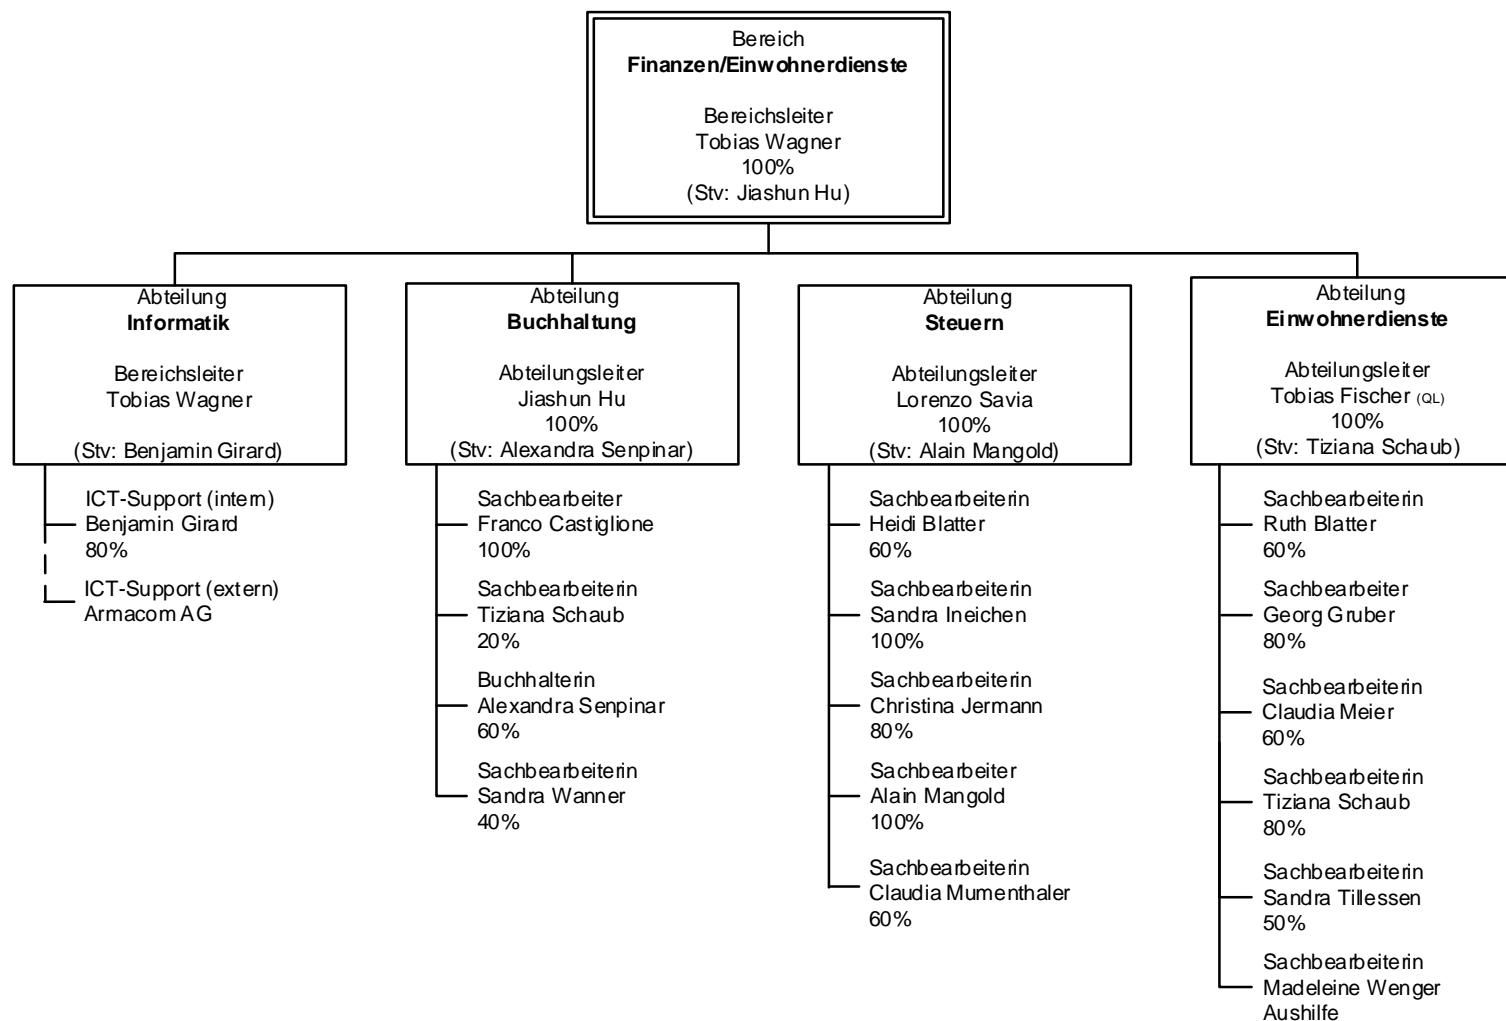 Bereich
Finanzen/Einwohnerdienste
Bereichsleiter
Tobias Wagner
100%
(Stv: Jiashun Hu)
Abteilung
Informatik
Bereichsleiter
Tobias Wagner
(Stv: Benjamin Girard)
ICT-Support (intern)
Benjamin Girard
80%
ICT-Support (extern)
Armacom AG
Abteilung
Buchhaltung
Abteilungsleiter
Jiashun Hu
100%
(Stv: Alexandra Senpinar)
Sachbearbeiter
Franco Castiglione
100%
Sachbearbeiterin
Tiziana Schaub
20%
Buchhalterin
Alexandra Senpinar
60%
Sachbearbeiterin
Sandra Wanner
40%
Abteilung
Steuern
Abteilungsleiter
Lorenzo Savia
100%
(Stv: Alain Mangold)
Sachbearbeiterin
Heidi Blatter
60%
Sachbearbeiterin
Sandra Ineichen
100%
Sachbearbeiterin
Christina Jermann
80%
Sachbearbeiter
Alain Mangold
100%
Sachbearbeiterin
Claudia Mumenthaler
60%
Abteilung
Einwohnerdienste
Abteilungsleiter
Tobias Fischer (QL)
100%
(Stv: Tiziana Schaub)
Sachbearbeiterin
Ruth Blatter
60%
Sachbearbeiter
Georg Gruber
80%
Sachbearbeiterin
Claudia Meier
60%
Sachbearbeiterin
Tiziana Schaub
80%
Sachbearbeiterin
Sandra Tillessen
50%
Sachbearbeiterin
Madeleine Wenger
Aushilfe